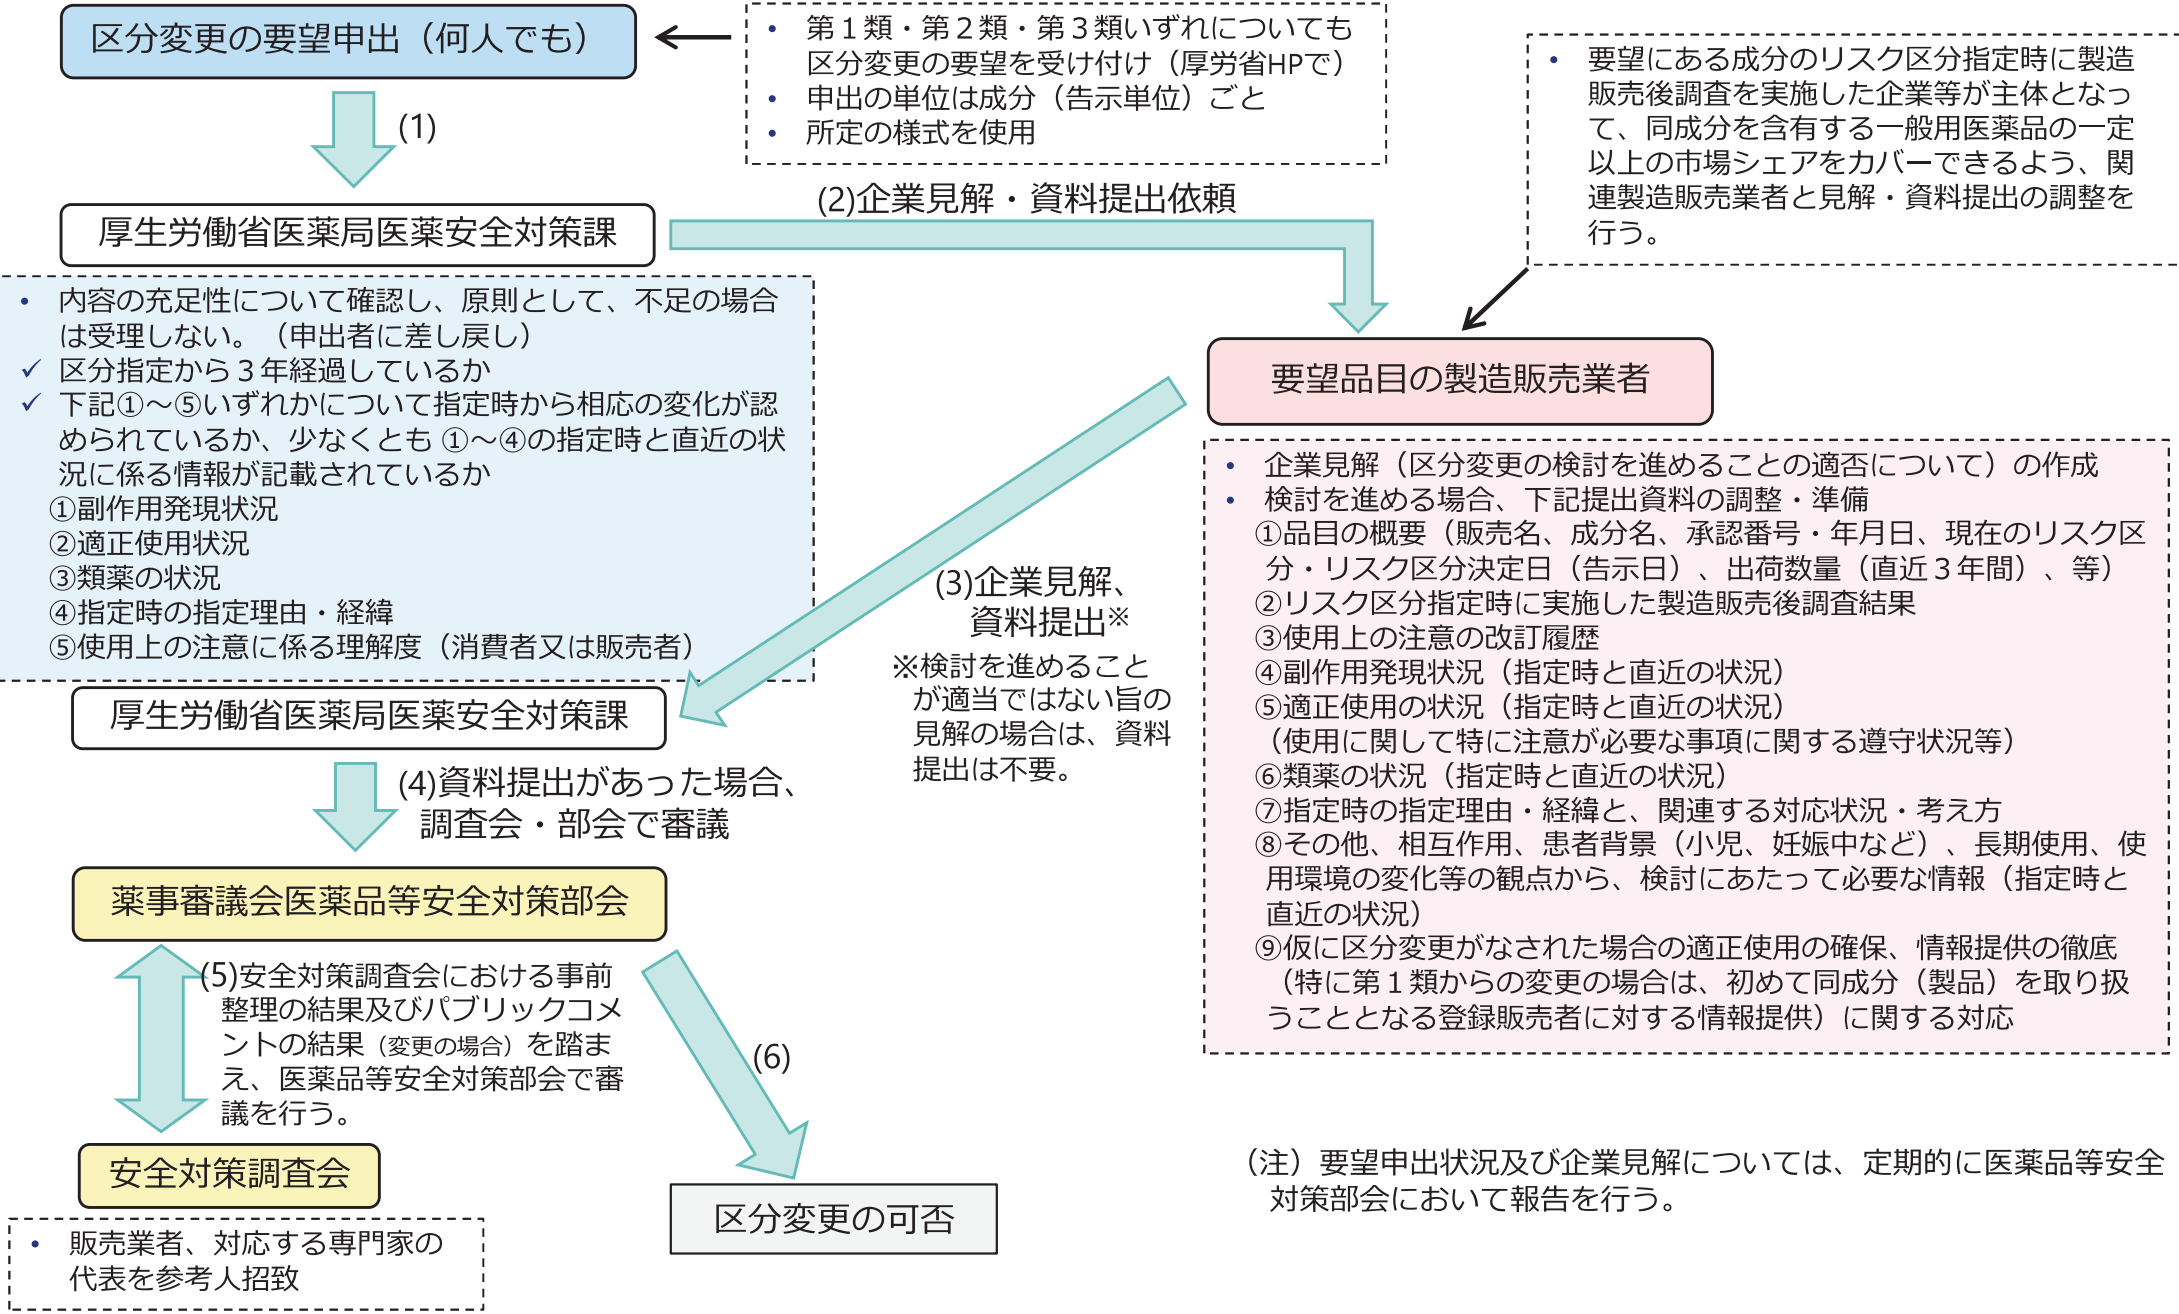 区分変更の要望申出（何人でも）
• 第１類・第２類・第３類いずれについても
区分変更の要望を受け付け（厚労省HPで）
• 申出の単位は成分（告示単位）ごと
• 所定の様式を使用
• 要望にある成分のリスク区分指定時に製造
販売後調査を実施した企業等が主体となっ
て、同成分を含有する一般用医薬品の一定
以上の市場シェアをカバーできるよう、関
連製造販売業者と見解・資料提出の調整を
行う。
(1)
厚生労働省医薬局医薬安全対策課
(2)企業見解・資料提出依頼
• 内容の充足性について確認し、原則として、不足の場合
は受理しない。（申出者に差し戻し）
✓ 区分指定から３年経過しているか
✓ 下記①～⑤いずれかについて指定時から相応の変化が認
められているか、少なくとも ①～④の指定時と直近の状
況に係る情報が記載されているか
①副作用発現状況
②適正使用状況
③類薬の状況
④指定時の指定理由・経緯
⑤使用上の注意に係る理解度（消費者又は販売者）
要望品目の製造販売業者
• 企業見解（区分変更の検討を進めることの適否について）の作成
• 検討を進める場合、下記提出資料の調整・準備
①品目の概要（販売名、成分名、承認番号・年月日、現在のリスク区
分・リスク区分決定日（告示日）、出荷数量（直近３年間）、等）
②リスク区分指定時に実施した製造販売後調査結果
③使用上の注意の改訂履歴
④副作用発現状況（指定時と直近の状況）
⑤適正使用の状況（指定時と直近の状況）
（使用に関して特に注意が必要な事項に関する遵守状況等）
⑥類薬の状況（指定時と直近の状況）
⑦指定時の指定理由・経緯と、関連する対応状況・考え方
⑧その他、相互作用、患者背景（小児、妊娠中など）、長期使用、使
用環境の変化等の観点から、検討にあたって必要な情報（指定時と
直近の状況）
⑨仮に区分変更がなされた場合の適正使用の確保、情報提供の徹底
（特に第１類からの変更の場合は、初めて同成分（製品）を取り扱
うこととなる登録販売者に対する情報提供）に関する対応
(3)企業見解、
資料提出※
※検討を進めること
が適当ではない旨の
見解の場合は、資料
提出は不要。
厚生労働省医薬局医薬安全対策課
(4)資料提出があった場合、
調査会・部会で審議
薬事審議会医薬品等安全対策部会
(5)安全対策調査会における事前
整理の結果及びパブリックコメ
ントの結果（変更の場合）を踏ま
え、医薬品等安全対策部会で審
議を行う。
(6)
安全対策調査会
• 販売業者、対応する専門家の
代表を参考人招致
区分変更の可否
（注）要望申出状況及び企業見解については、定期的に医薬品等安全
対策部会において報告を行う。